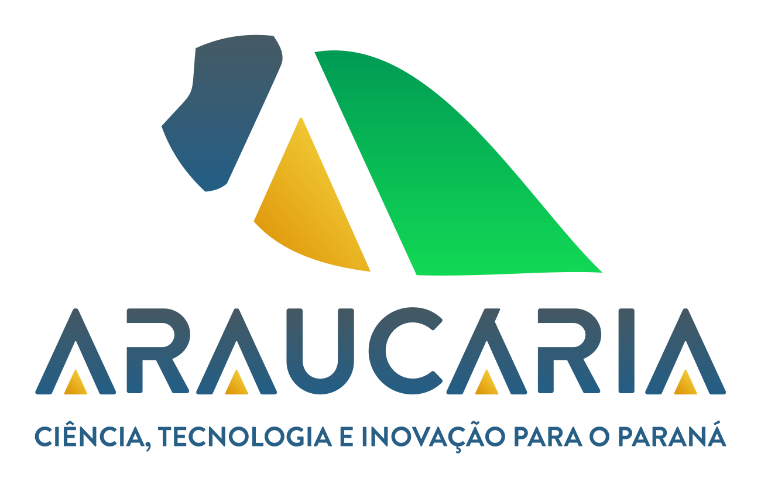 ARAUCÁRIA
CIÊNCIA, TECNOLOGIA E INOVAÇÃO PARA O PARANÁ